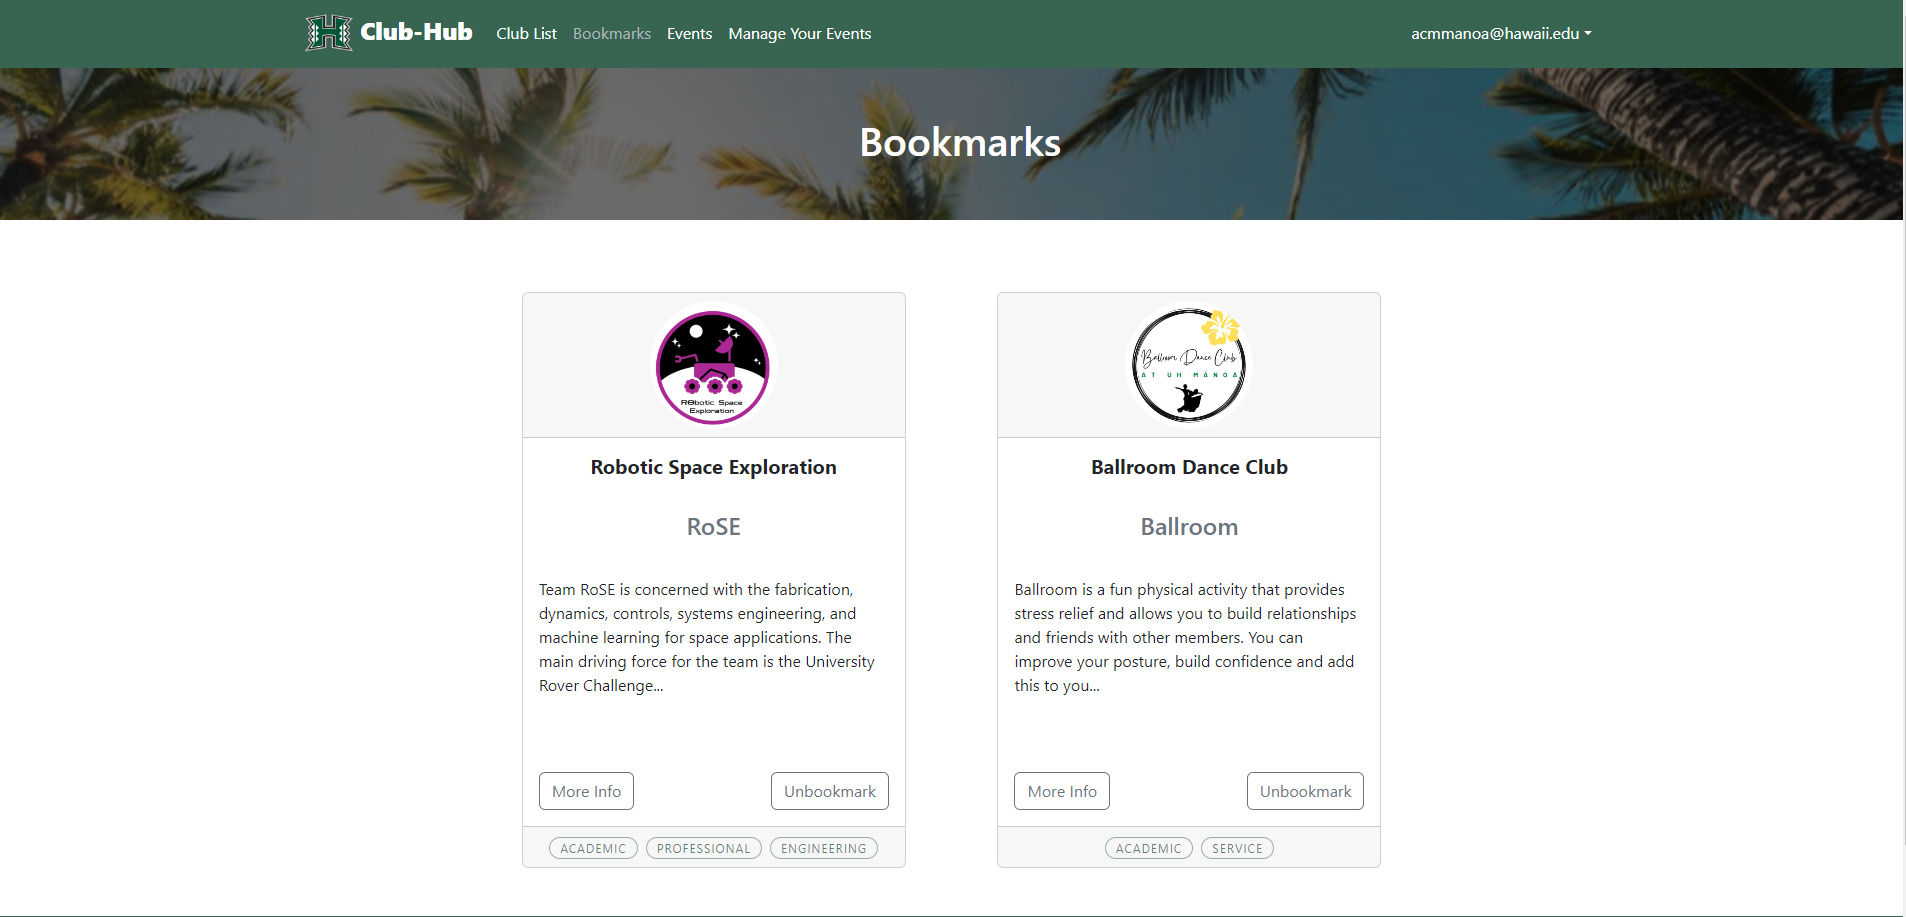 Club-Hub Club List Bookmarks Events Manage Your Events acmmanoa@hawaii.edu
Bookmarks
RObotic Space
Exploration
Robotic Space Exploration
RoSE
Team RoSE is concerned with the fabrication,
dynamics, controls, systems engineering, and
machine learning for space applications. The
main driving force for the team is the University
Rover Challenge...
More Info Unbookmark
ACADEMIC PROFESSIONAL ENGINEERING
Ballroom Dance Club
AT UH MĀNOA
Ballroom Dance Club
Ballroom
Ballroom is a fun physical activity that provides
stress relief and allows you to build relationships
and friends with other members. You can
improve your posture, build confidence and add
this to you...
More Info Unbookmark
ACADEMIC SERVICE